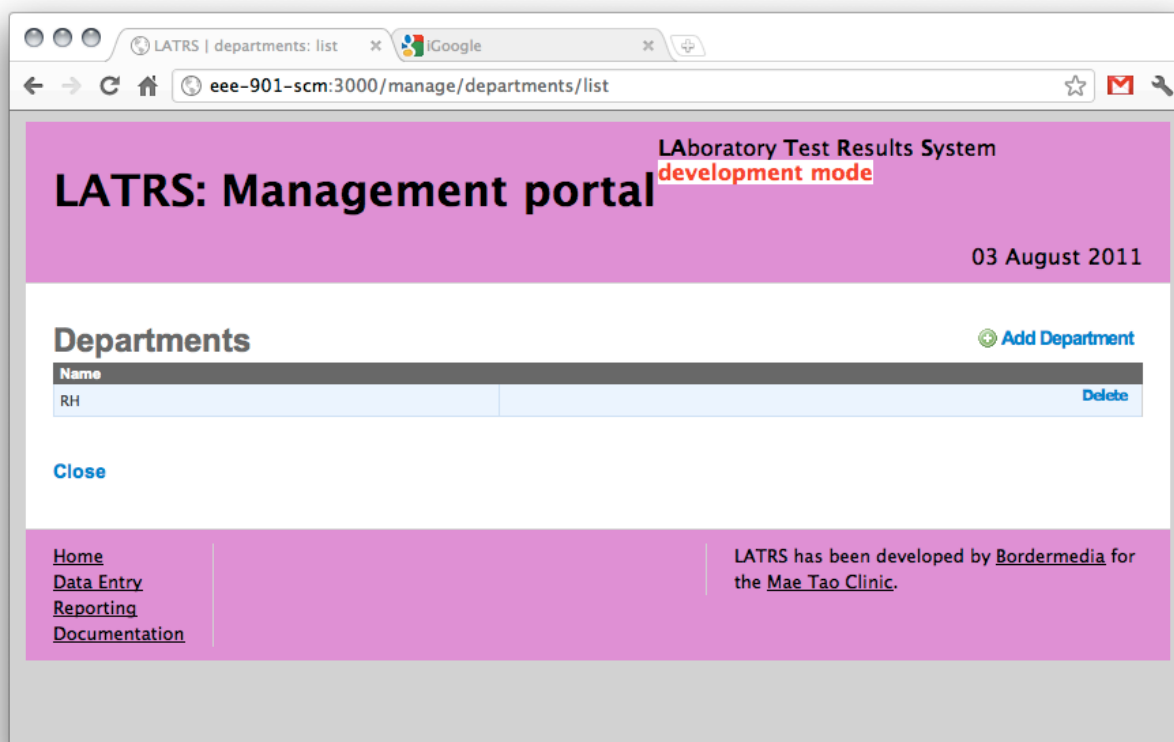 LATRS | departments: list
iGoogle
eee-901-scm:3000/manage/departments/list
LAboratory Test Results System
development mode
LATRS: Management portal
03 August 2011
Departments
Add Department
Name
RH
Delete
Close
Home
Data Entry
Reporting
Documentation
LATRS has been developed by Bordermedia for
the Mae Tao Clinic.